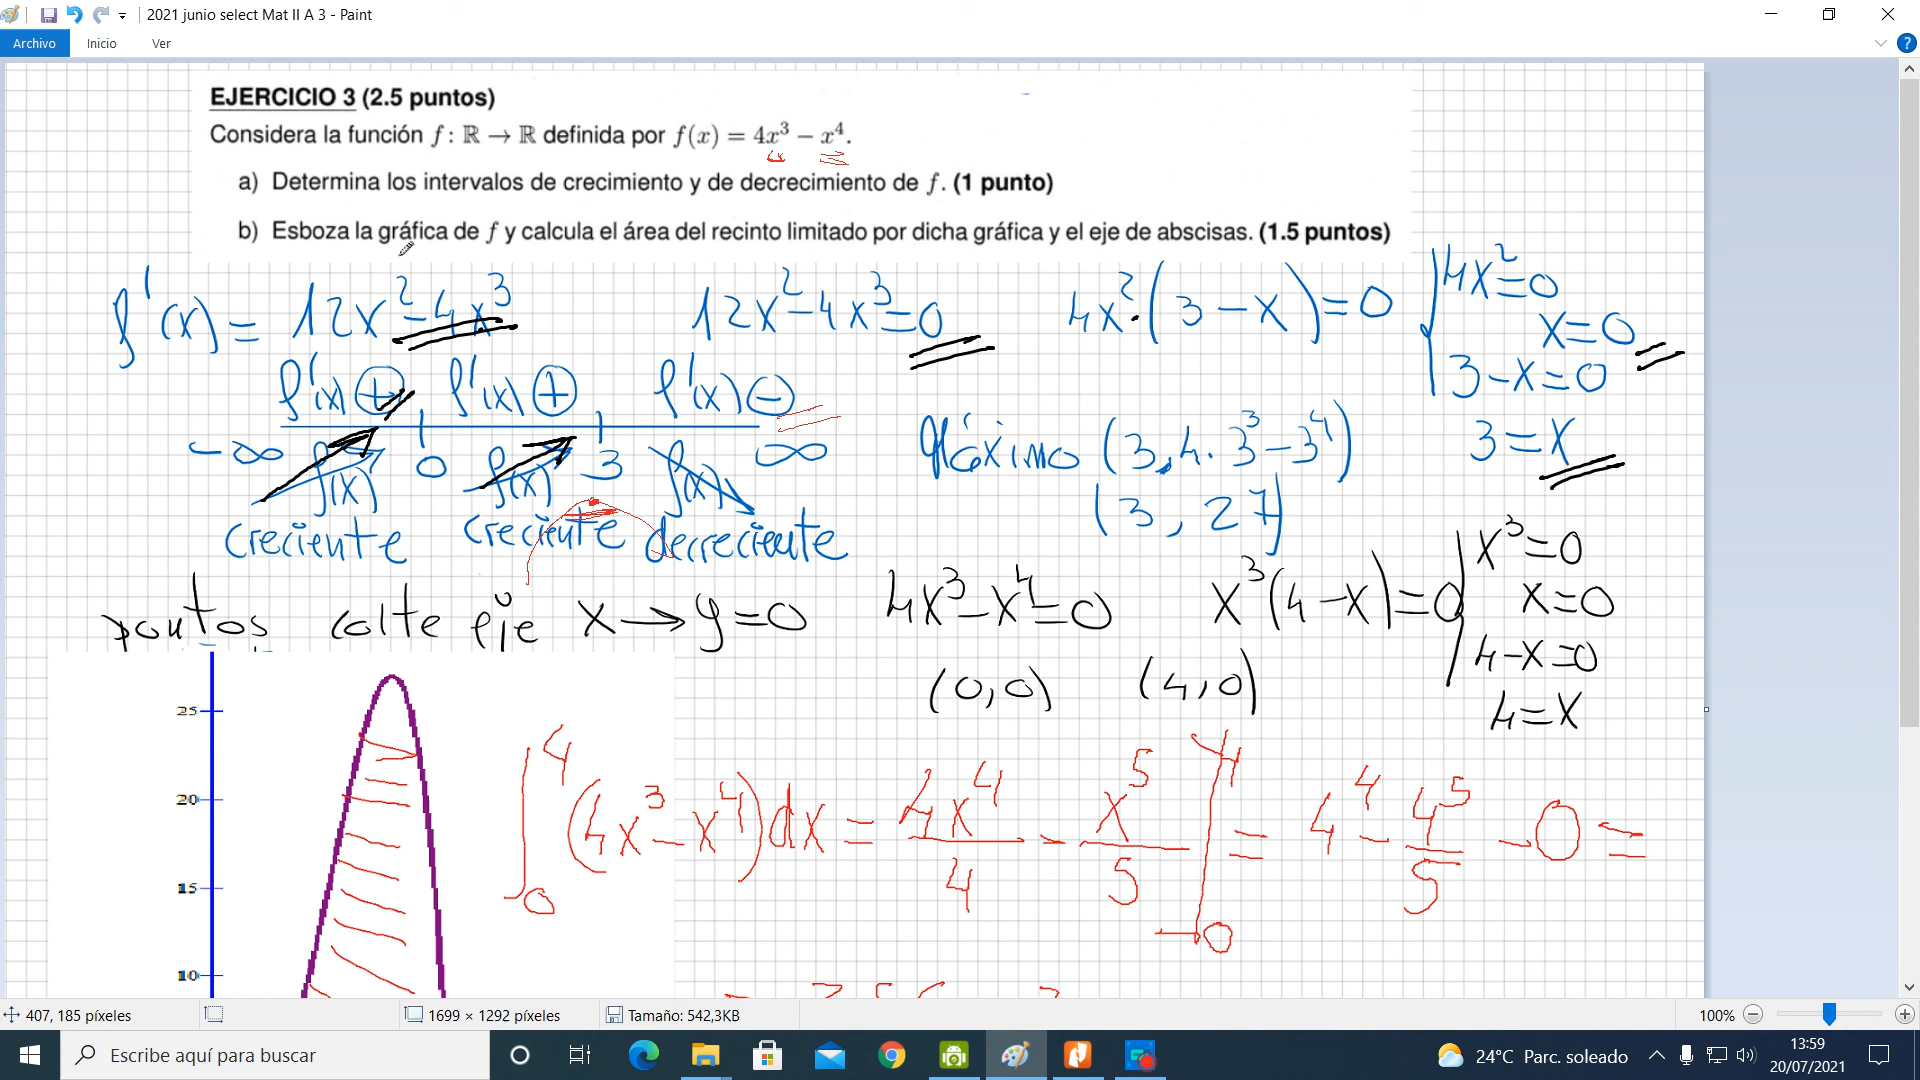 2021 junio select Mat II A 3 - Paint
Archivo Inicio Ver
EJERCICIO 3 (2.5 puntos)
Considera la función f : ℝ → ℝ definida por f(x) = 4x³ − x⁴.
a) Determina los intervalos de crecimiento y de decrecimiento de f. (1 punto)
b) Esboza la gráfica de f y calcula el área del recinto limitado por dicha gráfica y el eje de abscisas. (1.5 puntos)
f'(x) = 12x² − 4x³ 12x² − 4x³ = 0 4x² · (3 − x) = 0 4x² = 0
x = 0
3 − x = 0
3 = x
f'(x) + f'(x) + f'(x) −
−∞ 0 3 ∞
f(x) f(x) f(x)
creciente creciente decreciente
Máximo (3, 4·3³ − 3⁴)
(3, 27)
puntos corte eje x → y = 0 4x³ − x⁴ = 0 x³(4 − x) = 0 x³ = 0
x = 0
4 − x = 0
4 = x
(0, 0) (4, 0)
25
20
15
10
∫₀⁴ (4x³ − x⁴) dx = 4x⁴/4 − x⁵/5 |₀⁴ = 4⁴ − 4⁵/5 − 0 =
407, 185 píxeles 1699 × 1292 píxeles Tamaño: 542,3KB 100%
Escribe aquí para buscar
24°C Parc. soleado
13:59
20/07/2021